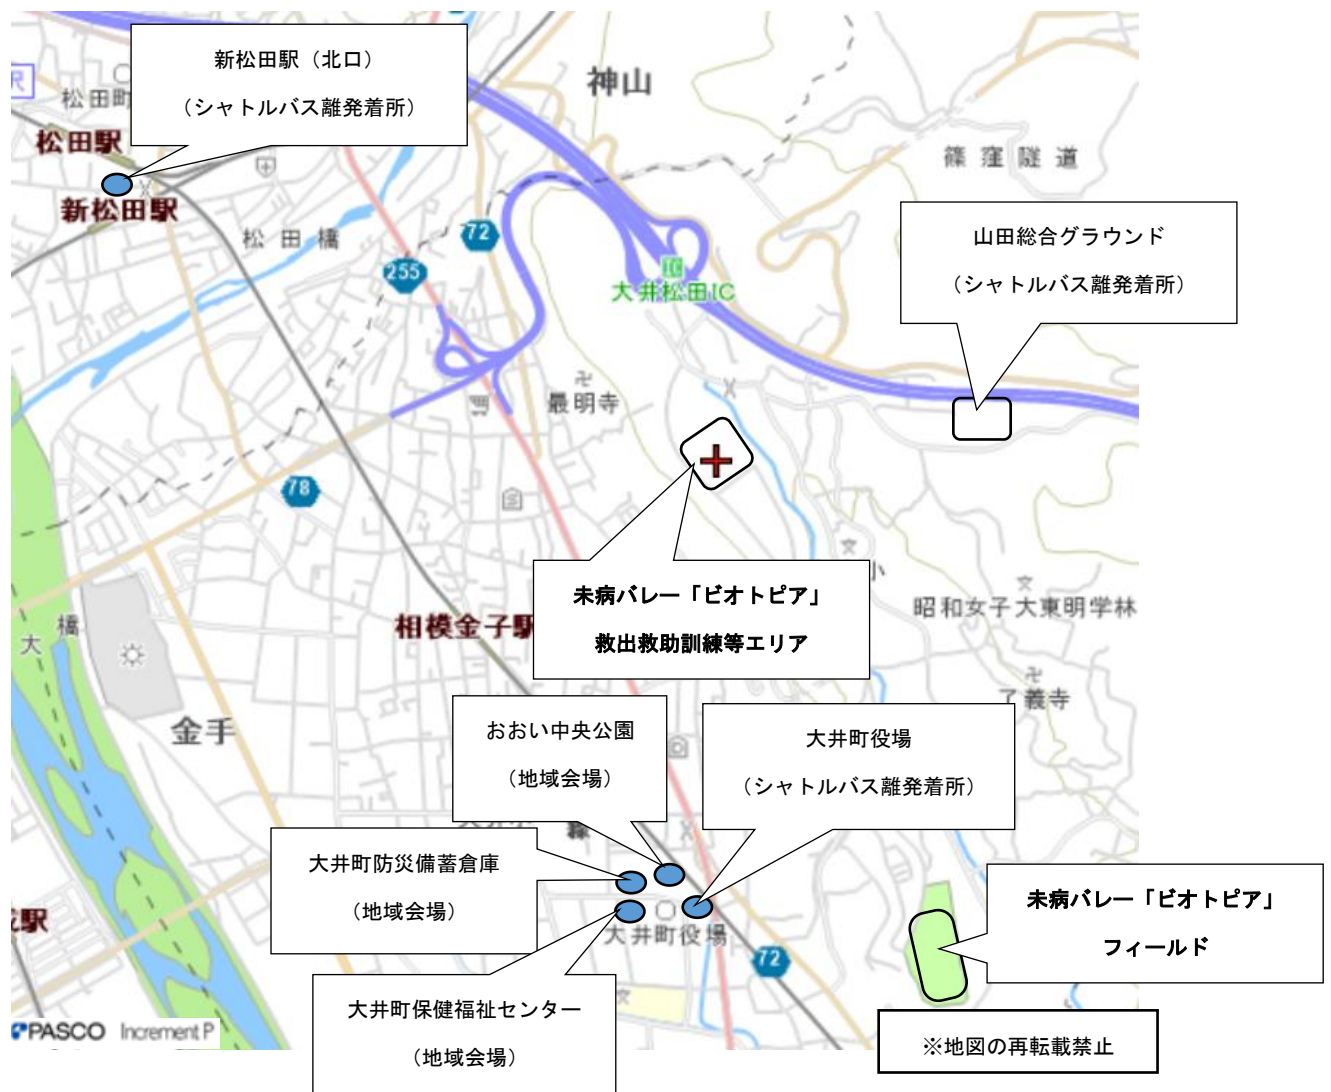 新松田駅（北口）
（シャトルバス離発着所）
神山
松田町
松田駅
新松田駅
松田橋
篠窪隧道
72
255
IC
大井松田IC
山田総合グラウンド
（シャトルバス離発着所）
最明寺
78
未病バレー「ビオトピア」
救出救助訓練等エリア
小
昭和女子大東明学林
相模金子駅
大
橋
了義寺
金手
おおい中央公園
（地域会場）
大井町役場
（シャトルバス離発着所）
大井町防災備蓄倉庫
（地域会場）
大井町役場
72
未病バレー「ビオトピア」
フィールド
駅
大井町保健福祉センター
（地域会場）
PASCO Increment P
※地図の再転載禁止